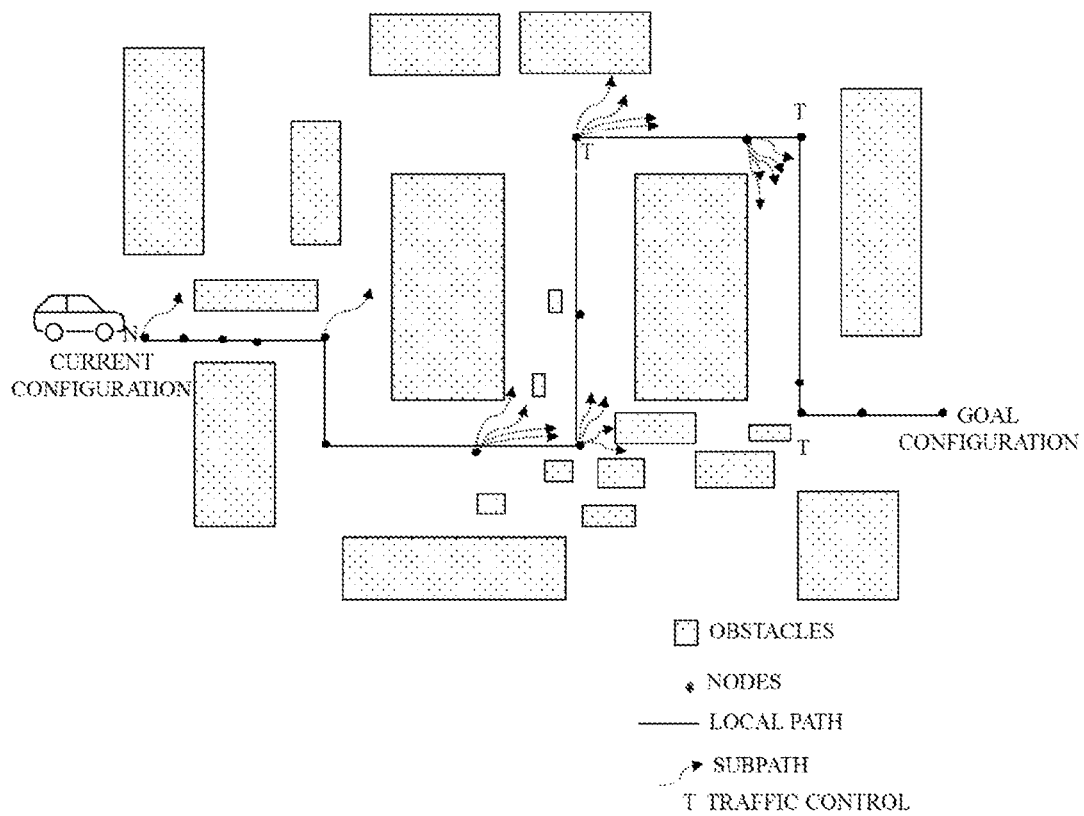 T
T
N
CURRENT
CONFIGURATION
GOAL
CONFIGURATION
T
OBSTACLES
NODES
LOCAL PATH
SUBPATH
T TRAFFIC CONTROL